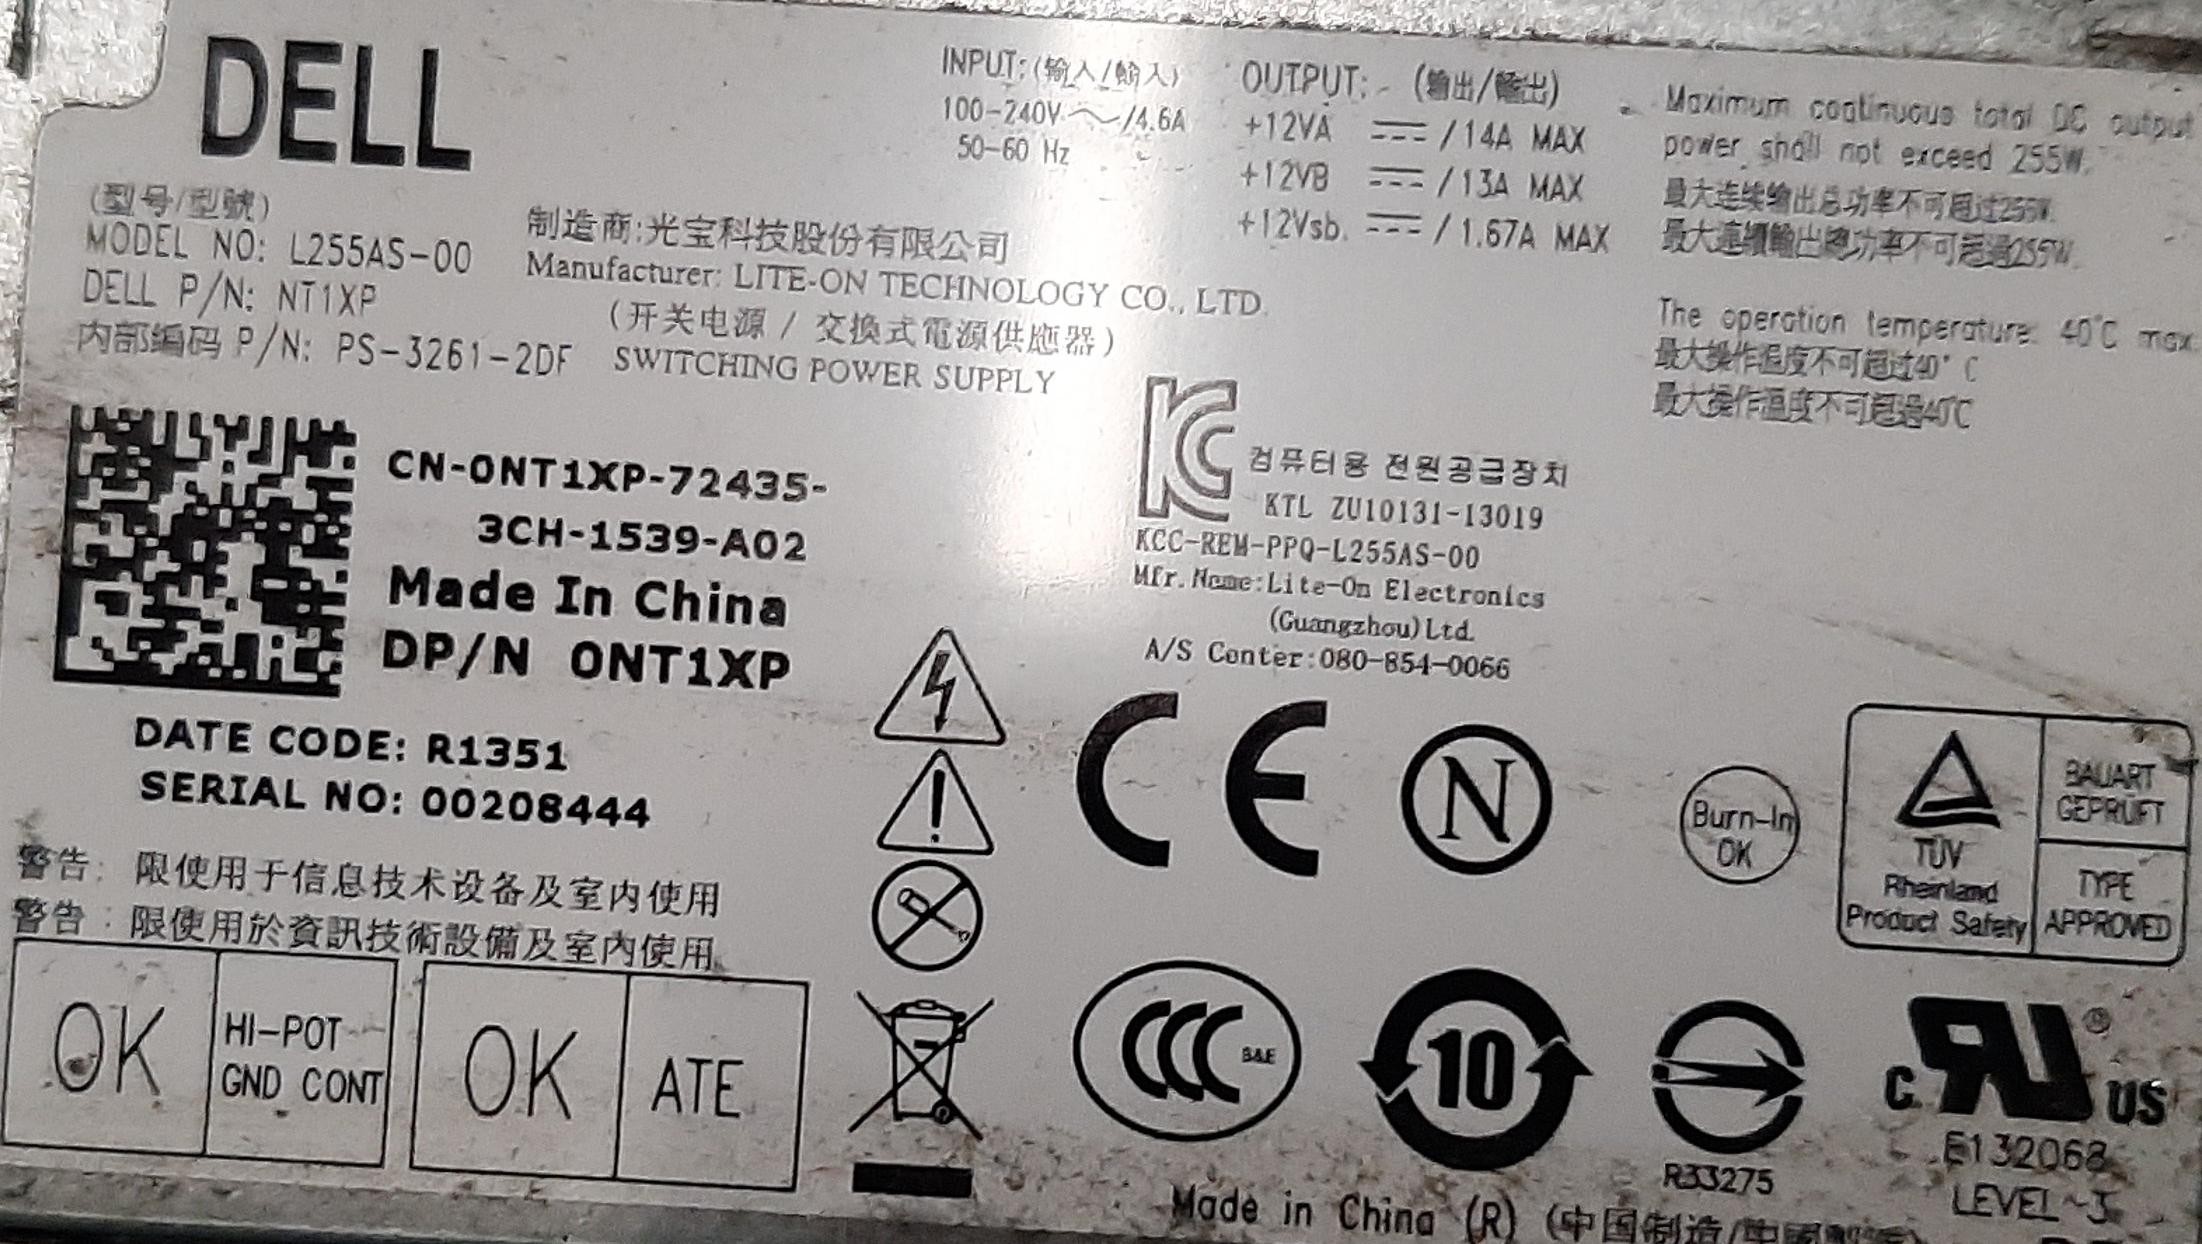 DELL
INPUT:(输入/輸入)
100-240V～/4.6A
50-60 Hz
OUTPUT: (输出/輸出)
+12VA ⎓/14A MAX
+12VB ⎓/13A MAX
+12Vsb. ⎓/1.67A MAX
Maximum continuous total DC output
power shall not exceed 255W.
最大连续输出总功率不可超过255W.
最大連續輸出總功率不可超過255W.
The operation temperature: 40°C max.
最大操作温度不可超过40°C
最大操作溫度不可超過40°C
(型号/型號)
MODEL NO: L255AS-00
DELL P/N: NT1XP
内部编码 P/N: PS-3261-2DF
制造商:光宝科技股份有限公司
Manufacturer: LITE-ON TECHNOLOGY CO., LTD.
(开关电源 / 交換式電源供應器)
SWITCHING POWER SUPPLY
CN-0NT1XP-72435-
3CH-1539-A02
Made In China
DP/N 0NT1XP
DATE CODE: R1351
SERIAL NO: 00208444
컴퓨터용 전원공급장치
KTL ZU10131-13019
KCC-REM-PPQ-L255AS-00
Mfr.Name:Lite-On Electronics
(Guangzhou)Ltd.
A/S Center:080-854-0066
警告: 限使用于信息技术设备及室内使用
警告: 限使用於資訊技術設備及室內使用
OK
HI-POT
GND CONT
OK
ATE
CE
N
Burn-In
OK
TÜV
Rheinland
Product Safety
BAUART
GEPRÜFT
TYPE
APPROVED
CCC
S&E
10
R33275
c RU ® US
E132068
LEVEL-3
Made in China (R) (中国制造/中國製造)